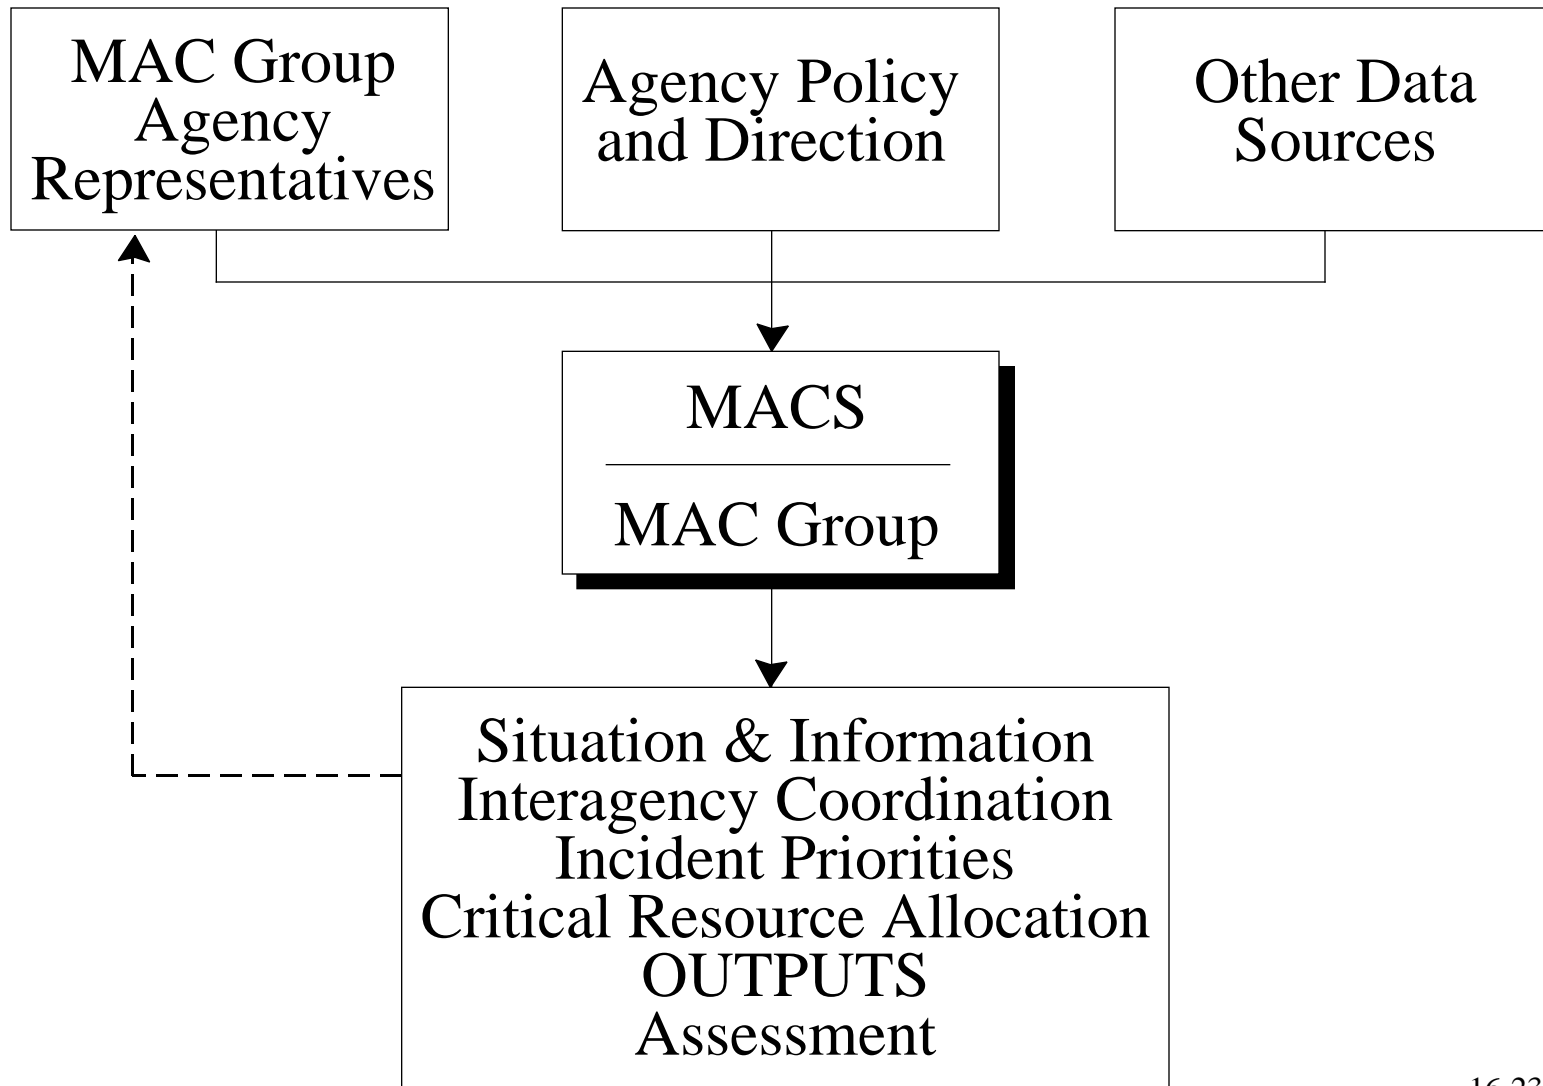 MAC Group
Agency
Representatives
Agency Policy
and Direction
Other Data
Sources
MACS
MAC Group
Situation & Information
Interagency Coordination
Incident Priorities
Critical Resource Allocation
OUTPUTS
Assessment